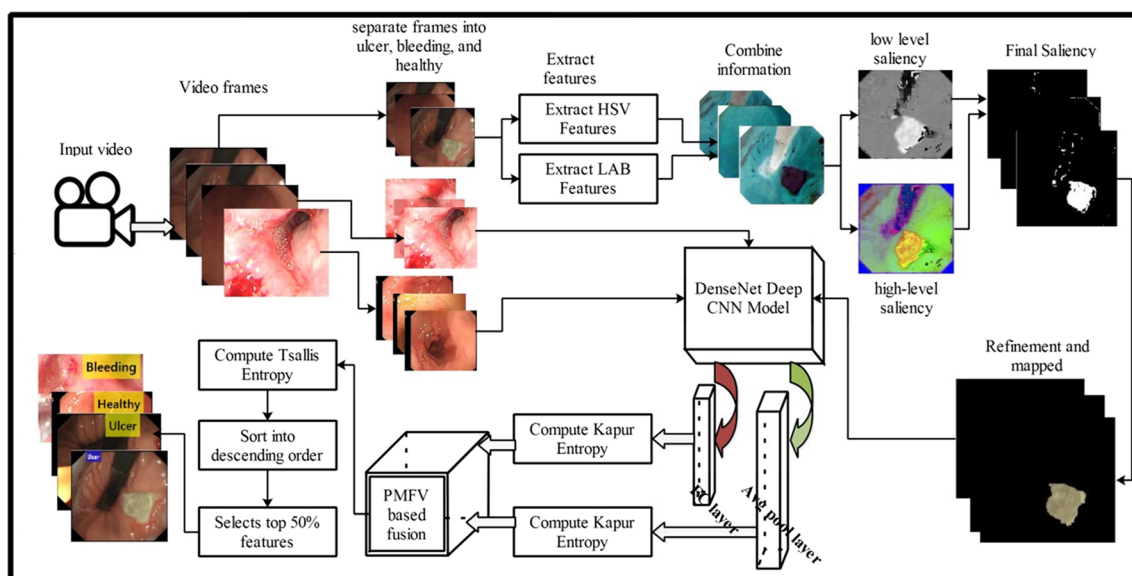 separate frames into
ulcer, bleeding, and
healthy
Video frames
Extract
features
Combine
information
low level
saliency
Final Saliency
Input video
Extract HSV
Features
Extract LAB
Features
high-level
saliency
DenseNet Deep
CNN Model
Refinement and
mapped
Compute Tsallis
Entropy
Sort into
descending order
Selects top 50%
features
PMFV
based
fusion
Compute Kapur
Entropy
Compute Kapur
Entropy
FC layer
Avg pool layer
Bleeding
Healthy
Ulcer